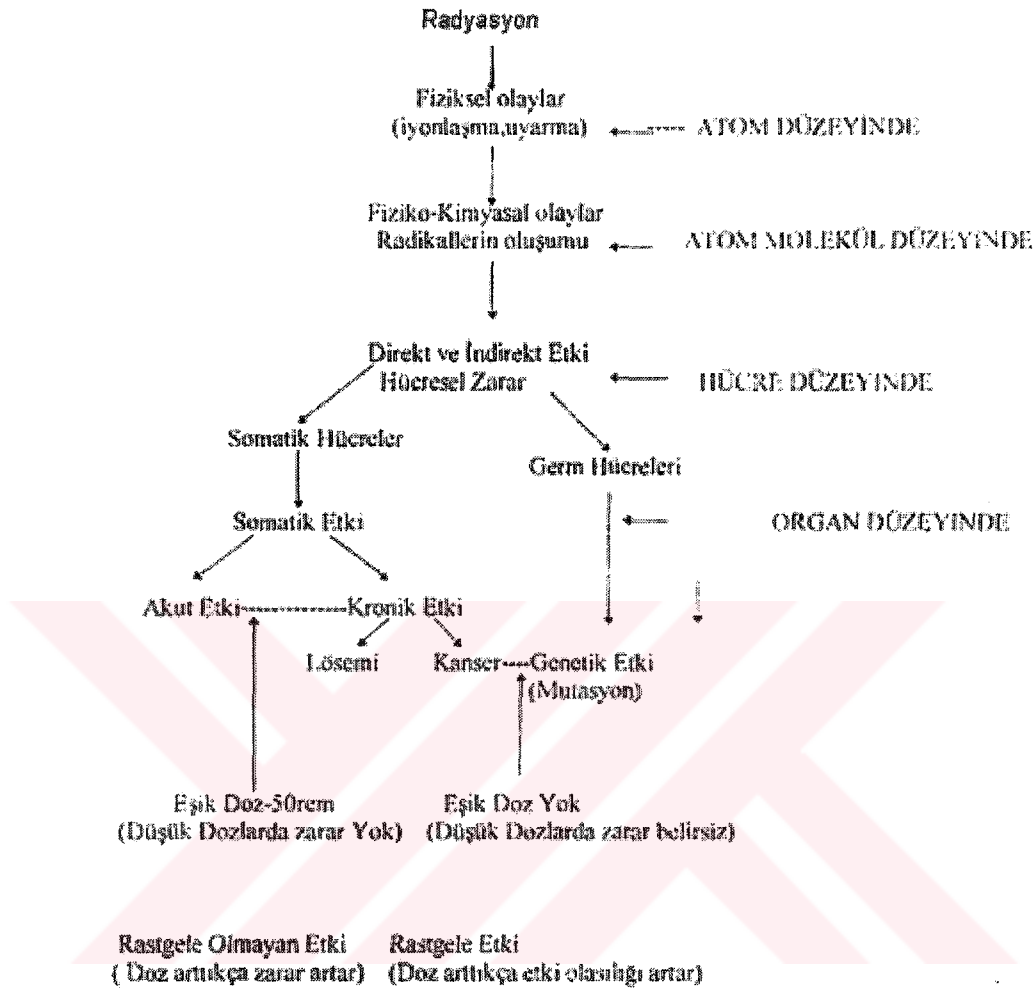 Radyasyon
Fiziksel olaylar
(iyonlaşma,uyarma)
ATOM DÜZEYİNDE
Fiziko-Kimyasal olaylar
Radikallerin oluşumu
ATOM MOLEKÜL DÜZEYİNDE
Direkt ve İndirekt Etki
Hücresel Zarar
HÜCRE DÜZEYİNDE
Somatik Hücreler
Germ Hücreleri
Somatik Etki
ORGAN DÜZEYİNDE
Akut Etki-------------Kronik Etki
Lösemi Kanser----Genetik Etki
(Mutasyon)
Eşik Doz-50rem Eşik Doz Yok
(Düşük Dozlarda zarar Yok) (Düşük Dozlarda zarar belirsiz)
Rastgele Olmayan Etki Rastgele Etki
( Doz arttıkça zarar artar) (Doz arttıkça etki olasılığı artar)